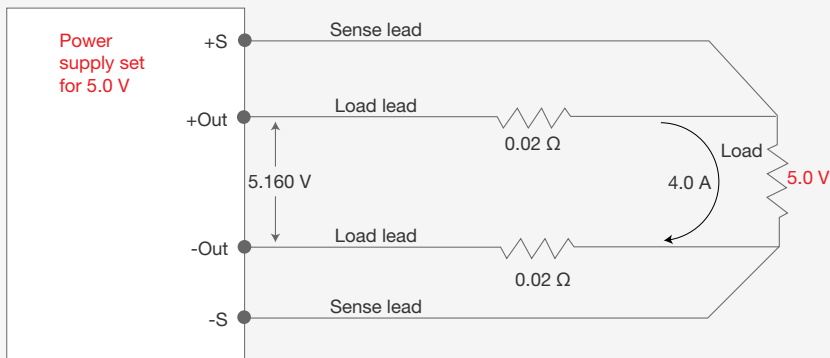 Sense lead
Power
supply set
for 5.0 V
+S
Load lead
+Out
0.02 Ω
Load
5.160 V
4.0 A
5.0 V
Load lead
-Out
0.02 Ω
Sense lead
-S